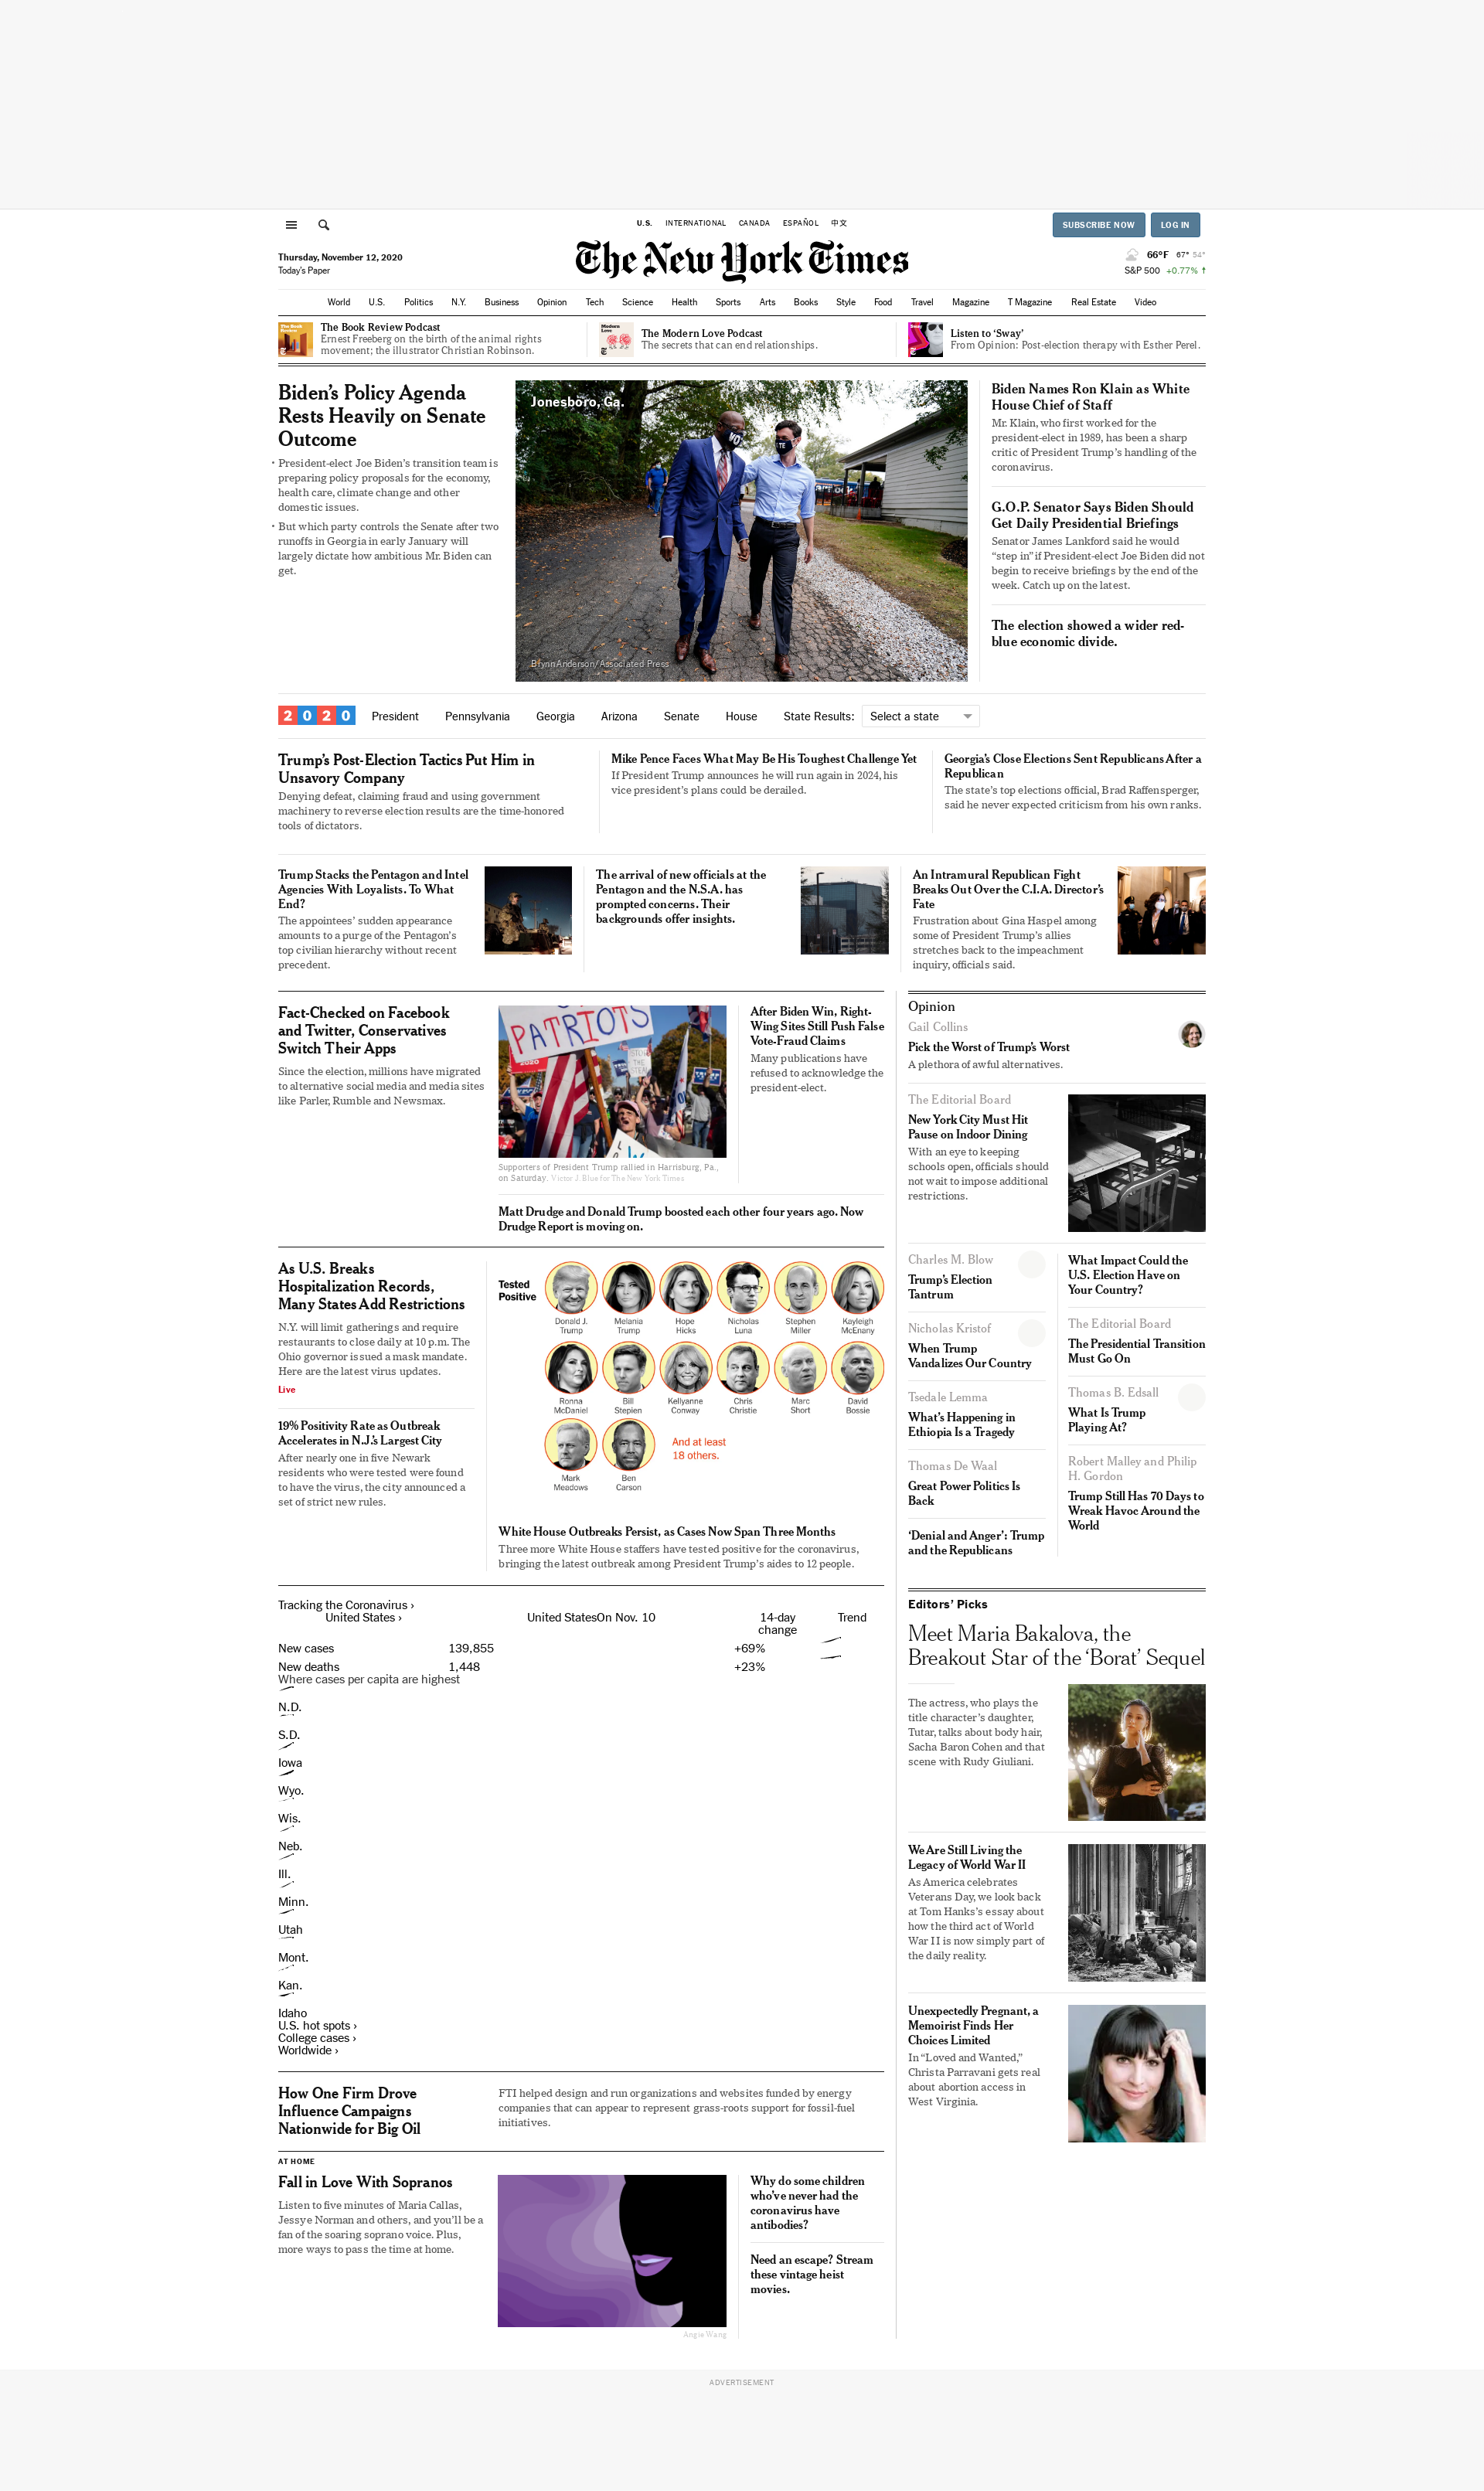 U.S. INTERNATIONAL CANADA ESPAÑOL 中文
SUBSCRIBE NOW LOG IN
Thursday, November 12, 2020
Today's Paper
The New York Times
66°F 67° 54°
S&P 500 +0.77% ↑
World U.S. Politics N.Y. Business Opinion Tech Science Health Sports Arts Books Style Food Travel Magazine T Magazine Real Estate Video
The Book Review Podcast
Ernest Freeberg on the birth of the animal rights
movement; the illustrator Christian Robinson.
The Modern Love Podcast
The secrets that can end relationships.
Listen to ‘Sway’
From Opinion: Post-election therapy with Esther Perel.
Biden’s Policy Agenda
Rests Heavily on Senate
Outcome
• President-elect Joe Biden’s transition team is
preparing policy proposals for the economy,
health care, climate change and other
domestic issues.
• But which party controls the Senate after two
runoffs in Georgia in early January will
largely dictate how ambitious Mr. Biden can
get.
Jonesboro, Ga.
Brynn Anderson/Associated Press
Biden Names Ron Klain as White
House Chief of Staff
Mr. Klain, who first worked for the
president-elect in 1989, has been a sharp
critic of President Trump’s handling of the
coronavirus.
G.O.P. Senator Says Biden Should
Get Daily Presidential Briefings
Senator James Lankford said he would
“step in” if President-elect Joe Biden did not
begin to receive briefings by the end of the
week. Catch up on the latest.
The election showed a wider red-
blue economic divide.
2020 President Pennsylvania Georgia Arizona Senate House State Results: Select a state
Trump’s Post-Election Tactics Put Him in
Unsavory Company
Denying defeat, claiming fraud and using government
machinery to reverse election results are the time-honored
tools of dictators.
Mike Pence Faces What May Be His Toughest Challenge Yet
If President Trump announces he will run again in 2024, his
vice president’s plans could be derailed.
Georgia’s Close Elections Sent Republicans After a
Republican
The state’s top elections official, Brad Raffensperger,
said he never expected criticism from his own ranks.
Trump Stacks the Pentagon and Intel
Agencies With Loyalists. To What
End?
The appointees’ sudden appearance
amounts to a purge of the Pentagon’s
top civilian hierarchy without recent
precedent.
The arrival of new officials at the
Pentagon and the N.S.A. has
prompted concerns. Their
backgrounds offer insights.
An Intramural Republican Fight
Breaks Out Over the C.I.A. Director’s
Fate
Frustration about Gina Haspel among
some of President Trump’s allies
stretches back to the impeachment
inquiry, officials said.
Fact-Checked on Facebook
and Twitter, Conservatives
Switch Their Apps
Since the election, millions have migrated
to alternative social media and media sites
like Parler, Rumble and Newsmax.
PATRIOTS
Supporters of President Trump rallied in Harrisburg, Pa.,
on Saturday. Victor J. Blue for The New York Times
After Biden Win, Right-
Wing Sites Still Push False
Vote-Fraud Claims
Many publications have
refused to acknowledge the
president-elect.
Matt Drudge and Donald Trump boosted each other four years ago. Now
Drudge Report is moving on.
As U.S. Breaks
Hospitalization Records,
Many States Add Restrictions
N.Y. will limit gatherings and require
restaurants to close daily at 10 p.m. The
Ohio governor issued a mask mandate.
Here are the latest virus updates.
Live
19% Positivity Rate as Outbreak
Accelerates in N.J.’s Largest City
After nearly one in five Newark
residents who were tested were found
to have the virus, the city announced a
set of strict new rules.
Tested
Positive
Donald J. Trump
Melania Trump
Hope Hicks
Nicholas Luna
Stephen Miller
Kayleigh McEnany
Ronna McDaniel
Bill Stepien
Kellyanne Conway
Chris Christie
Marc Short
David Bossie
Mark Meadows
Ben Carson
And at least
18 others.
White House Outbreaks Persist, as Cases Now Span Three Months
Three more White House staffers have tested positive for the coronavirus,
bringing the latest outbreak among President Trump’s aides to 12 people.
Tracking the Coronavirus ›
United States › United StatesOn Nov. 10 14-day change Trend
New cases 139,855 +69%
New deaths 1,448 +23%
Where cases per capita are highest
N.D.
S.D.
Iowa
Wyo.
Wis.
Neb.
Ill.
Minn.
Utah
Mont.
Kan.
Idaho
U.S. hot spots ›
College cases ›
Worldwide ›
How One Firm Drove
Influence Campaigns
Nationwide for Big Oil
FTI helped design and run organizations and websites funded by energy
companies that can appear to represent grass-roots support for fossil-fuel
initiatives.
AT HOME
Fall in Love With Sopranos
Listen to five minutes of Maria Callas,
Jessye Norman and others, and you’ll be a
fan of the soaring soprano voice. Plus,
more ways to pass the time at home.
Angie Wang
Why do some children
who’ve never had the
coronavirus have
antibodies?
Need an escape? Stream
these vintage heist
movies.
Opinion
Gail Collins
Pick the Worst of Trump’s Worst
A plethora of awful alternatives.
The Editorial Board
New York City Must Hit
Pause on Indoor Dining
With an eye to keeping
schools open, officials should
not wait to impose additional
restrictions.
Charles M. Blow
Trump’s Election
Tantrum
Nicholas Kristof
When Trump
Vandalizes Our Country
Tsedale Lemma
What’s Happening in
Ethiopia Is a Tragedy
Thomas De Waal
Great Power Politics Is
Back
‘Denial and Anger’: Trump
and the Republicans
What Impact Could the
U.S. Election Have on
Your Country?
The Editorial Board
The Presidential Transition
Must Go On
Thomas B. Edsall
What Is Trump
Playing At?
Robert Malley and Philip
H. Gordon
Trump Still Has 70 Days to
Wreak Havoc Around the
World
Editors’ Picks
Meet Maria Bakalova, the
Breakout Star of the ‘Borat’ Sequel
The actress, who plays the
title character’s daughter,
Tutar, talks about body hair,
Sacha Baron Cohen and that
scene with Rudy Giuliani.
We Are Still Living the
Legacy of World War II
As America celebrates
Veterans Day, we look back
at Tom Hanks’s essay about
how the third act of World
War II is now simply part of
the daily reality.
Unexpectedly Pregnant, a
Memoirist Finds Her
Choices Limited
In “Loved and Wanted,”
Christa Parravani gets real
about abortion access in
West Virginia.
ADVERTISEMENT